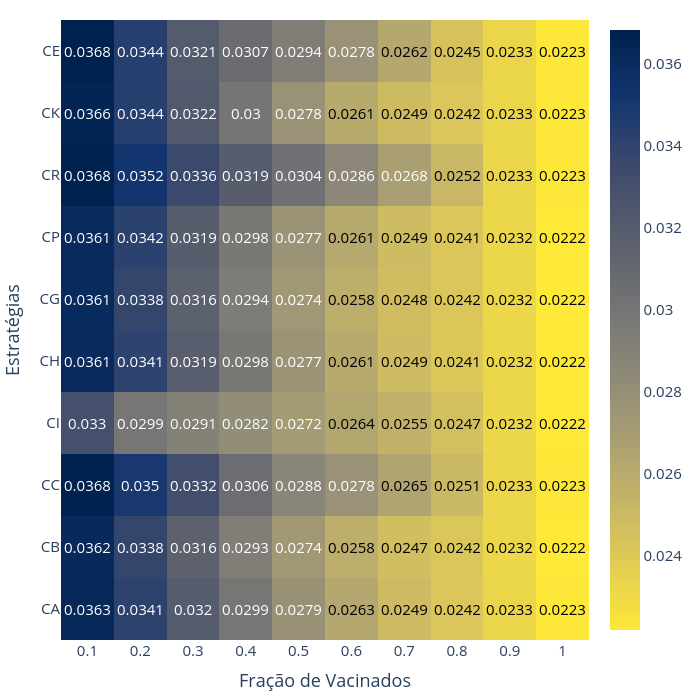 CE 0.0368 0.0344 0.0321 0.0307 0.0294 0.0278 0.0262 0.0245 0.0233 0.0223
CK 0.0366 0.0344 0.0322 0.03 0.0278 0.0261 0.0249 0.0242 0.0233 0.0223
CR 0.0368 0.0352 0.0336 0.0319 0.0304 0.0286 0.0268 0.0252 0.0233 0.0223
CP 0.0361 0.0342 0.0319 0.0298 0.0277 0.0261 0.0249 0.0241 0.0232 0.0222
CG 0.0361 0.0338 0.0316 0.0294 0.0274 0.0258 0.0248 0.0242 0.0232 0.0222
CH 0.0361 0.0341 0.0319 0.0298 0.0277 0.0261 0.0249 0.0241 0.0232 0.0222
CI 0.033 0.0299 0.0291 0.0282 0.0272 0.0264 0.0255 0.0247 0.0232 0.0222
CC 0.0368 0.035 0.0332 0.0306 0.0288 0.0278 0.0265 0.0251 0.0233 0.0223
CB 0.0362 0.0338 0.0316 0.0293 0.0274 0.0258 0.0247 0.0242 0.0232 0.0222
CA 0.0363 0.0341 0.032 0.0299 0.0279 0.0263 0.0249 0.0242 0.0233 0.0223
0.1 0.2 0.3 0.4 0.5 0.6 0.7 0.8 0.9 1
Fração de Vacinados
Estratégias
0.036
0.034
0.032
0.03
0.028
0.026
0.024